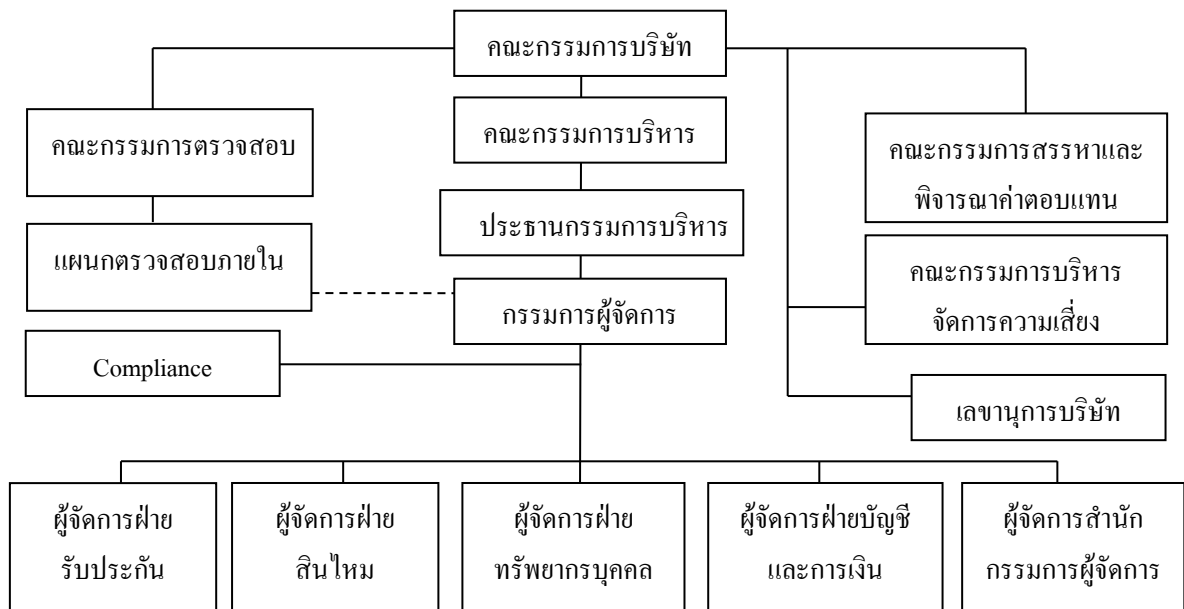 คณะกรรมการบริษัท
คณะกรรมการตรวจสอบ
คณะกรรมการบริหาร
คณะกรรมการสรรหาและ
พิจารณาค่าตอบแทน
ประธานกรรมการบริหาร
แผนกตรวจสอบภายใน
คณะกรรมการบริหาร
จัดการความเสี่ยง
กรรมการผู้จัดการ
Compliance
เลขานุการบริษัท
ผู้จัดการฝ่าย
รับประกัน
ผู้จัดการฝ่าย
สินไหม
ผู้จัดการฝ่าย
ทรัพยากรบุคคล
ผู้จัดการฝ่ายบัญชี
และการเงิน
ผู้จัดการสำนัก
กรรมการผู้จัดการ